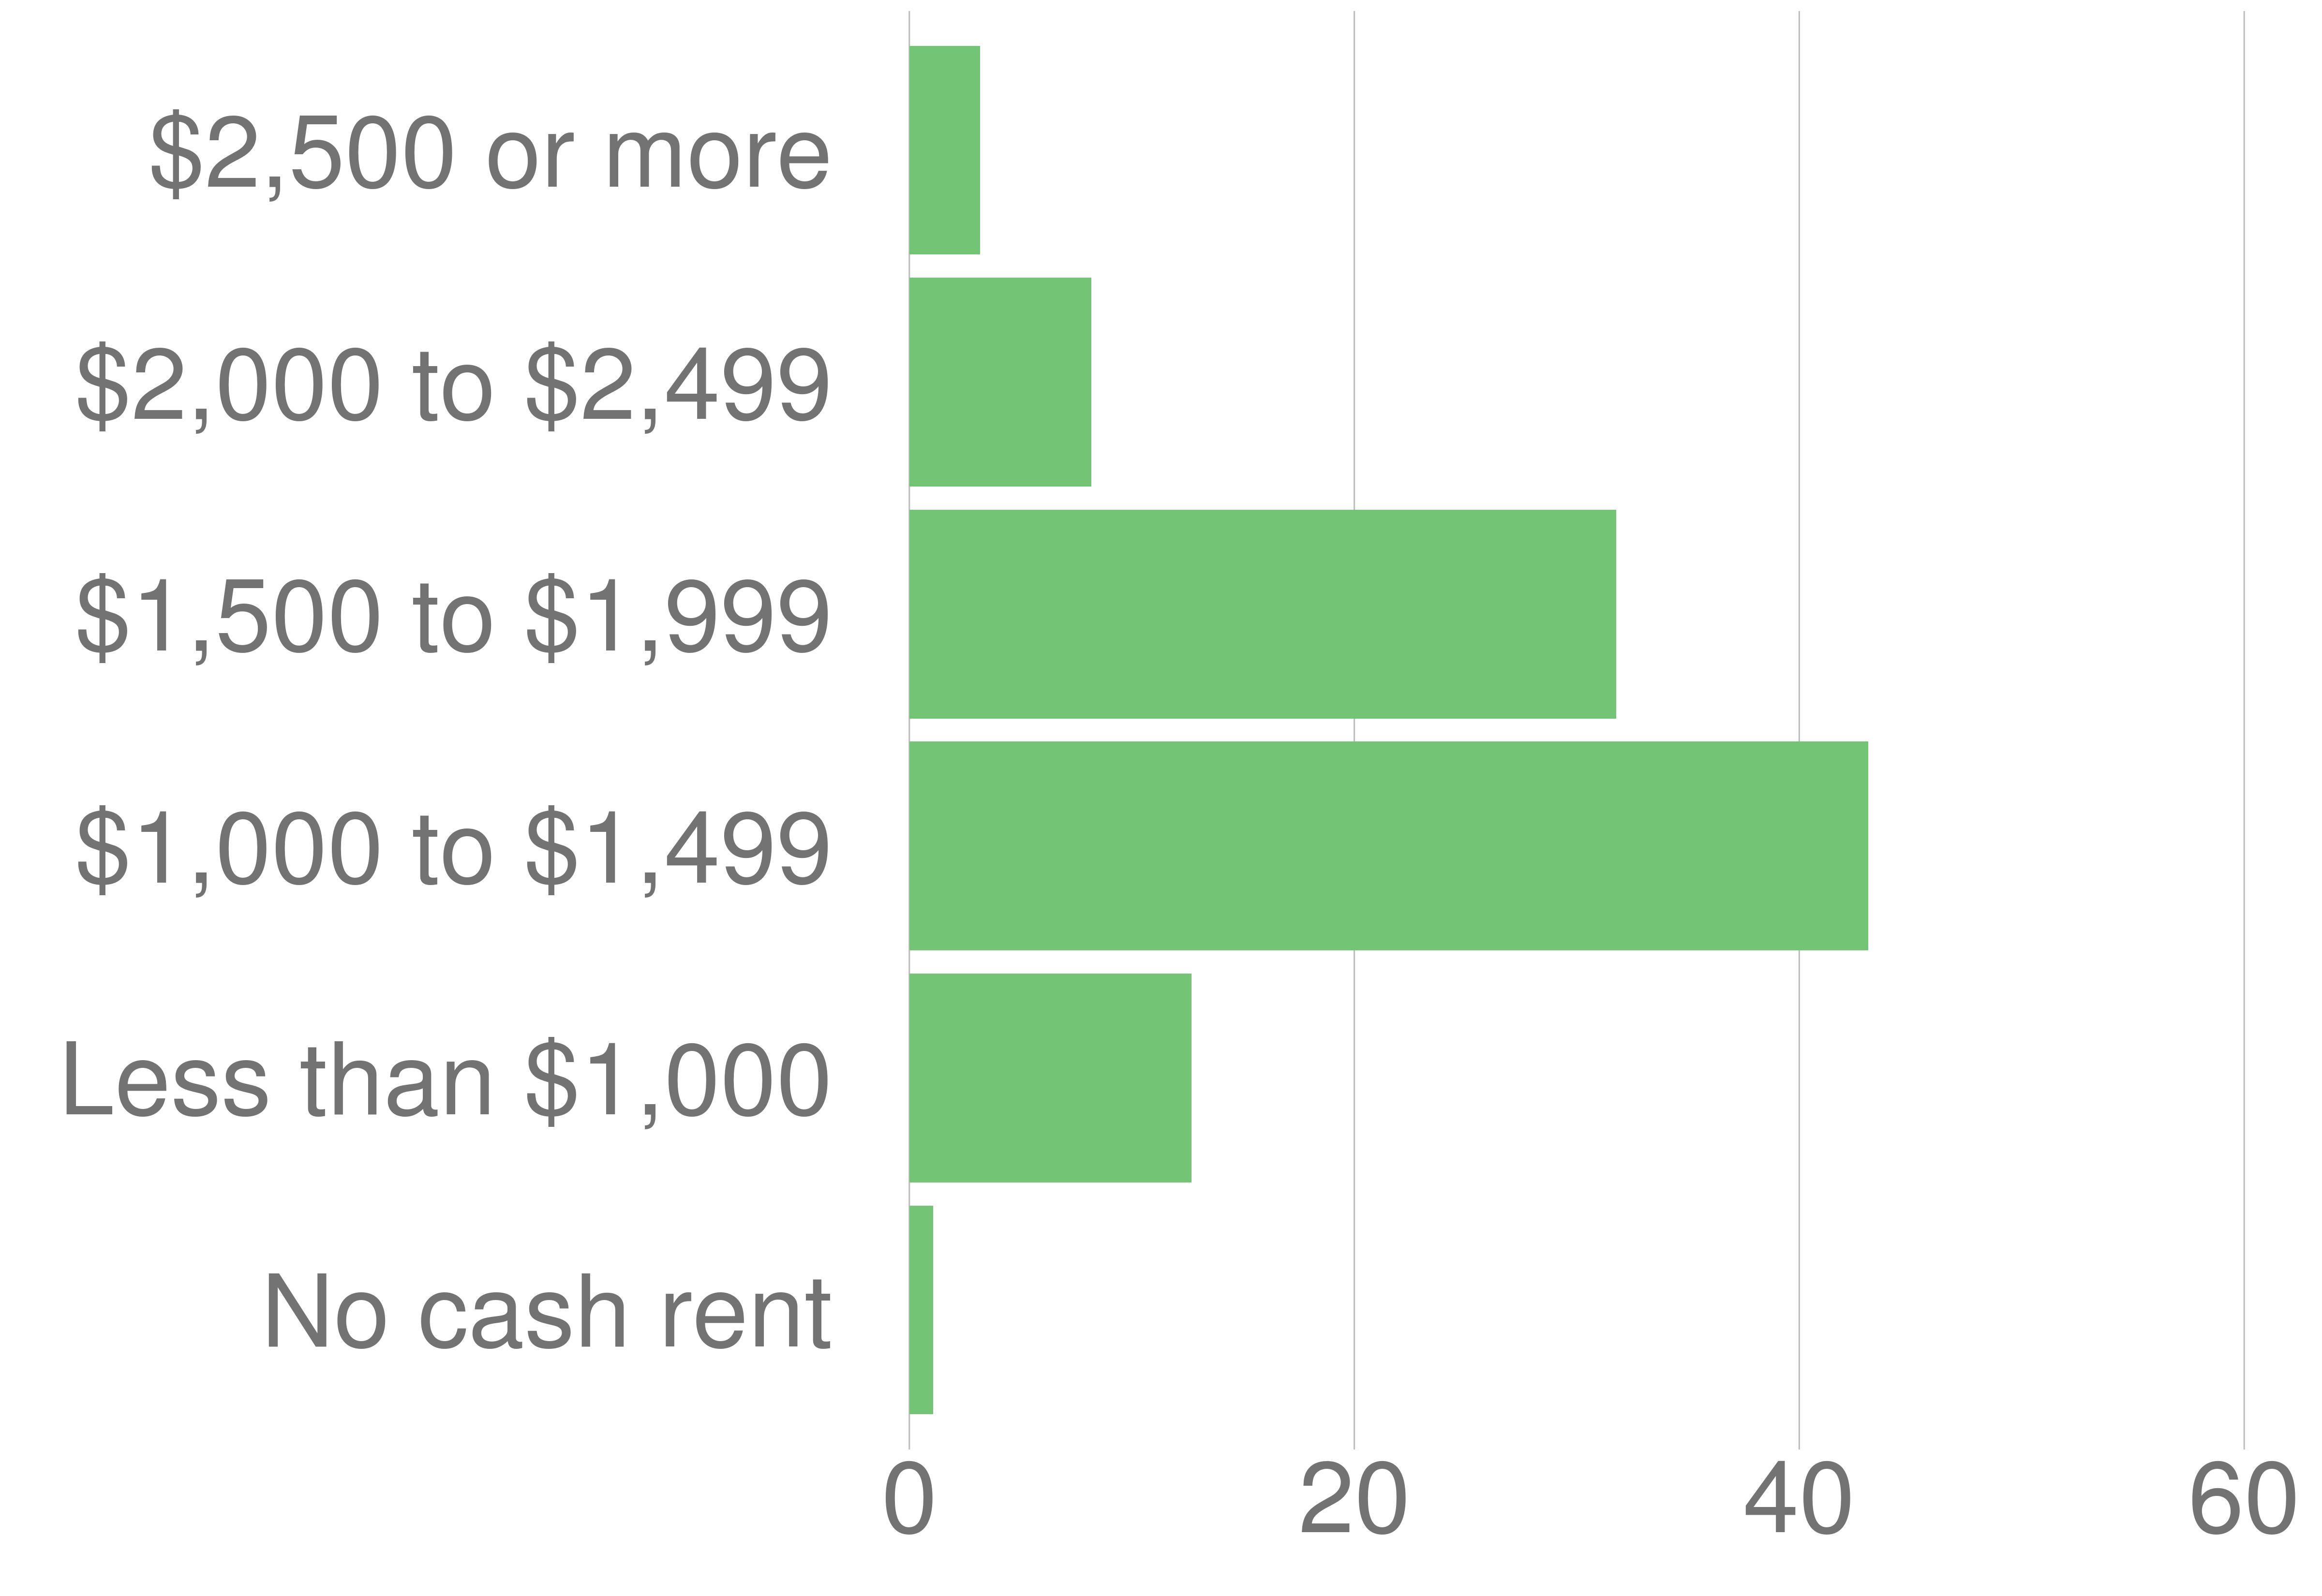 $2,500 or more
$2,000 to $2,499
$1,500 to $1,999
$1,000 to $1,499
Less than $1,000
No cash rent
0 20 40 60